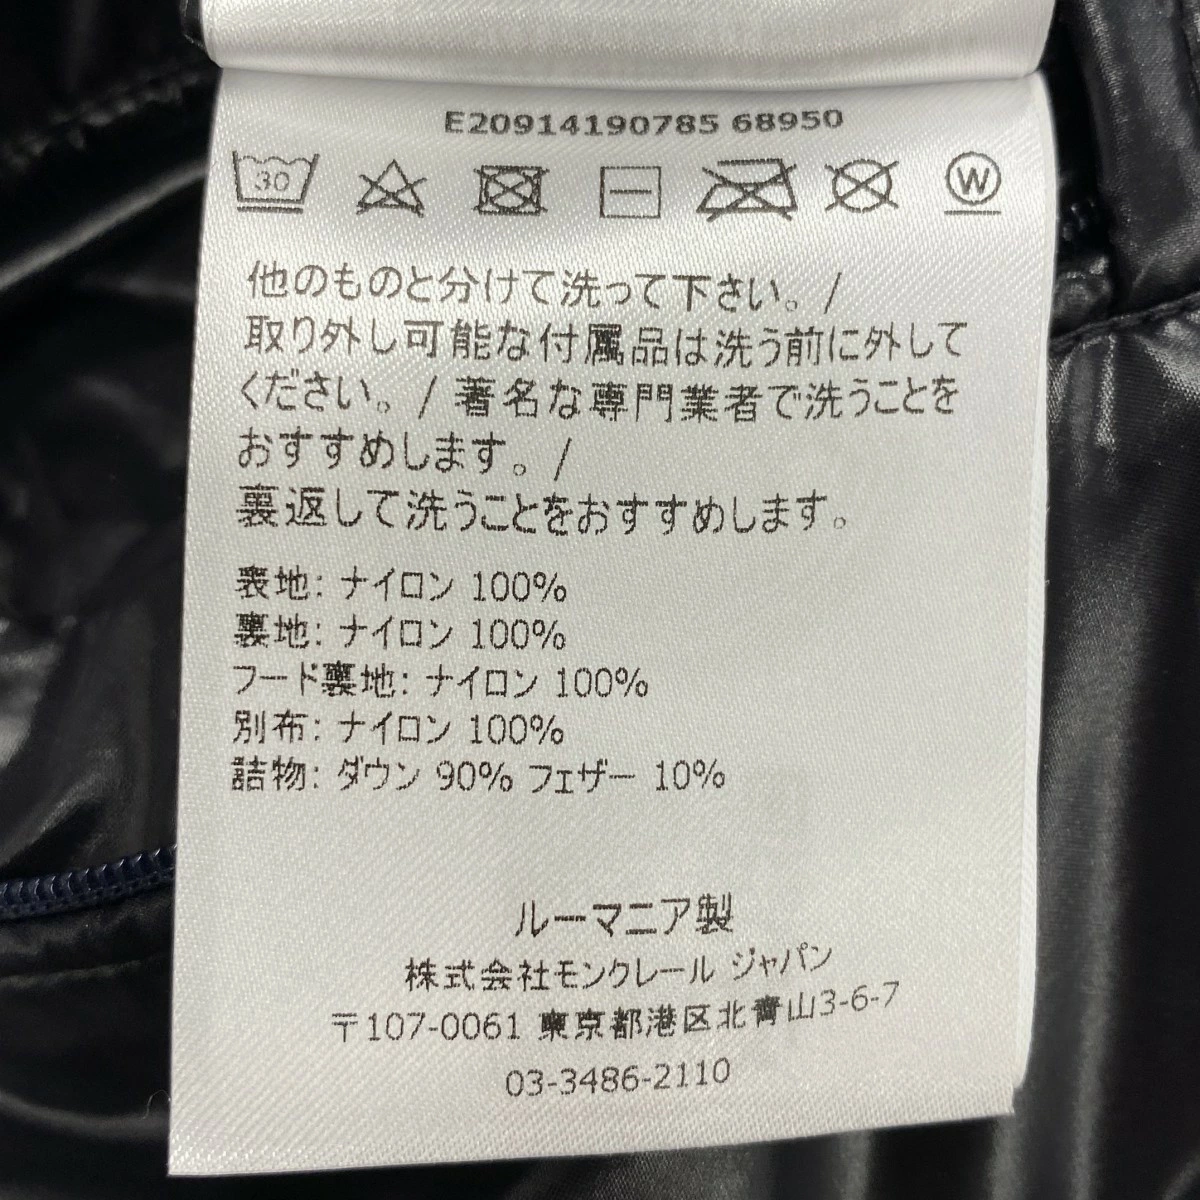 E20914190785 68950
30 W
他のものと分けて洗って下さい。/
取り外し可能な付属品は洗う前に外して
ください。/ 著名な専門業者で洗うことを
おすすめします。/
裏返して洗うことをおすすめします。
表地: ナイロン 100%
裏地: ナイロン 100%
フード裏地: ナイロン 100%
別布: ナイロン 100%
詰物: ダウン 90% フェザー 10%
ルーマニア製
株式会社モンクレール ジャパン
〒107-0061 東京都港区北青山3-6-7
03-3486-2110